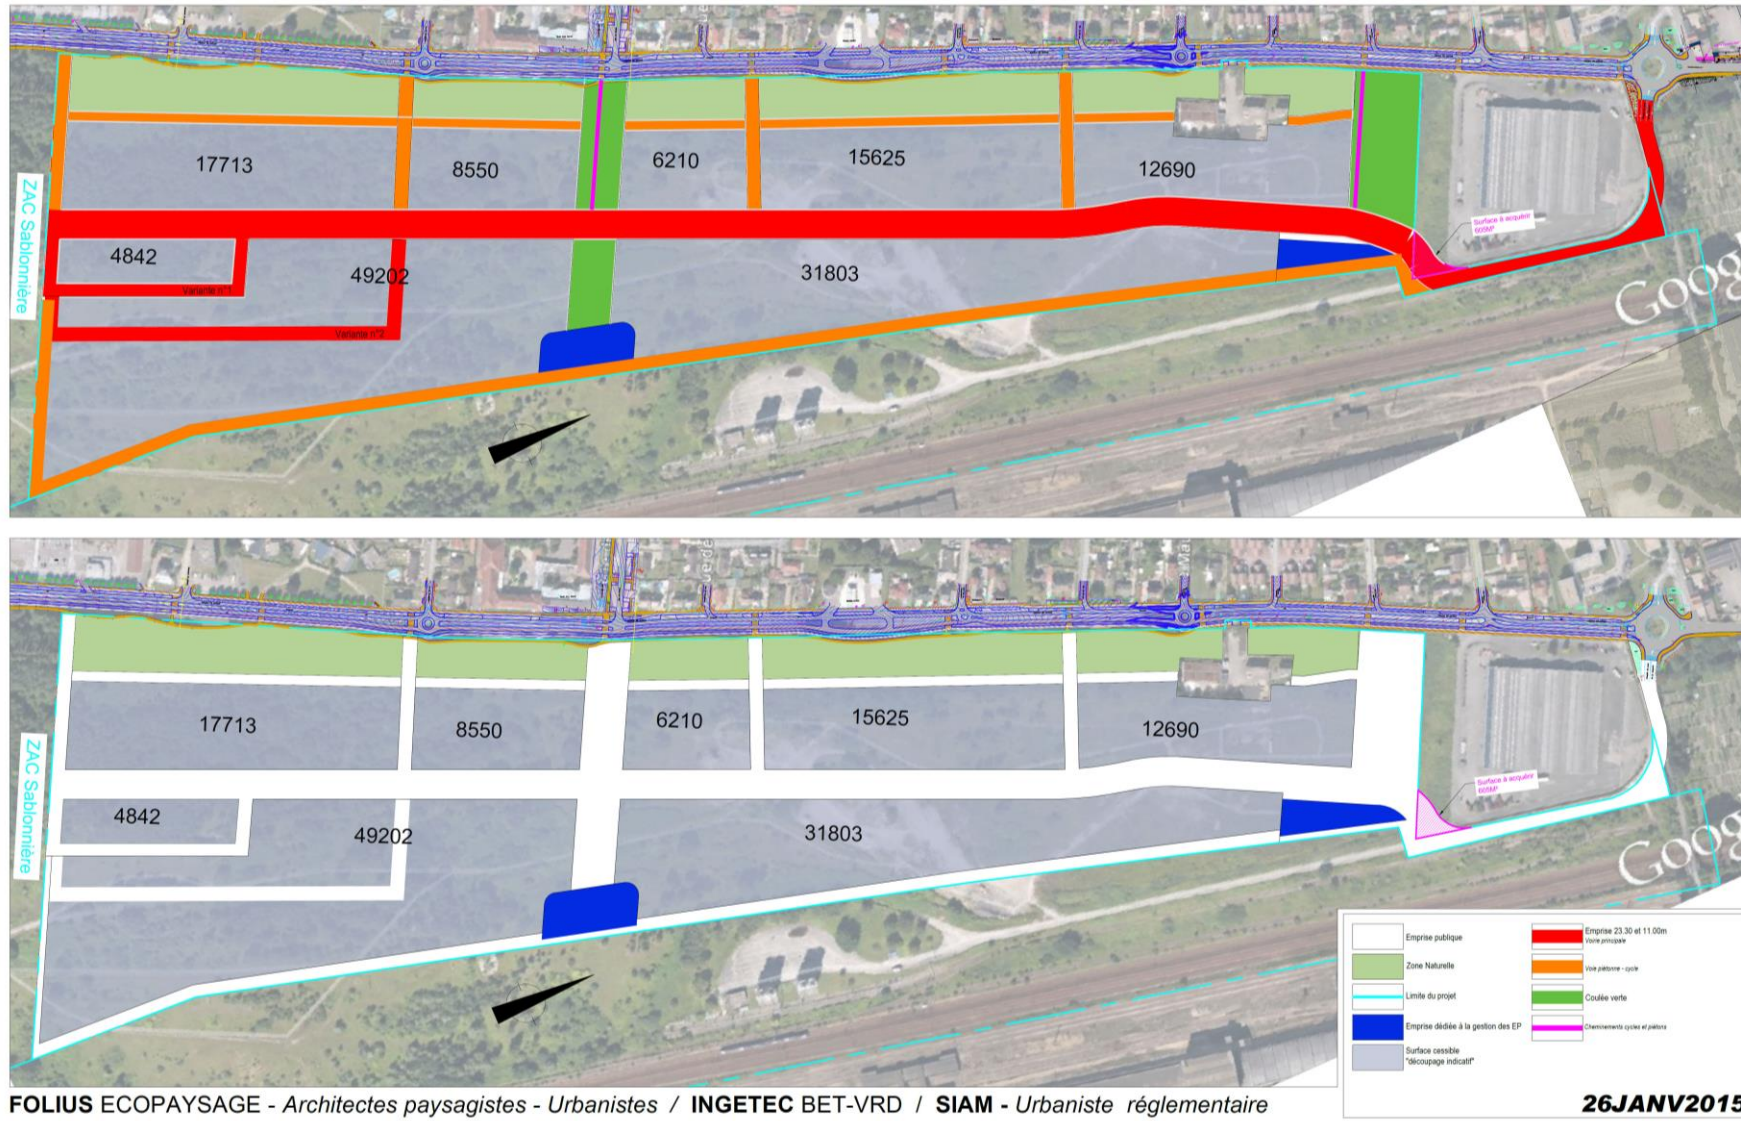 17713
8550
6210
15625
12690
ZAC Sablonnière
4842
49202
31803
Surface à acquérir
Variante n°1
Variante n°2
Goog
17713
8550
6210
15625
12690
ZAC Sablonnière
4842
49202
31803
Surface à acquérir
Goog
Emprise publique
Zone Naturelle
Limite du projet
Emprise dédiée à la gestion des EP
Surface cessible
"découpage indicatif"
Emprise 23.30 et 11.00m
Voirie principale
Voie piétonne - cycle
Coulée verte
Cheminements cycles et piétons
FOLIUS ECOPAYSAGE - Architectes paysagistes - Urbanistes / INGETEC BET-VRD / SIAM - Urbaniste réglementaire
26JANV2015